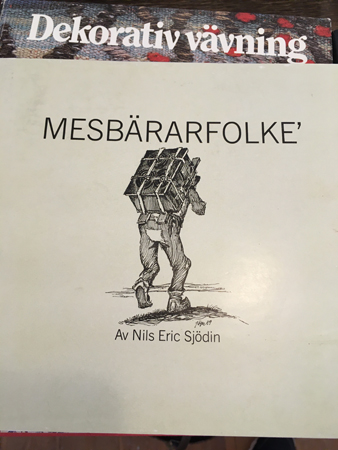 Dekorativ vävning
MESBÄRARFOLKE’
Av Nils Eric Sjödin